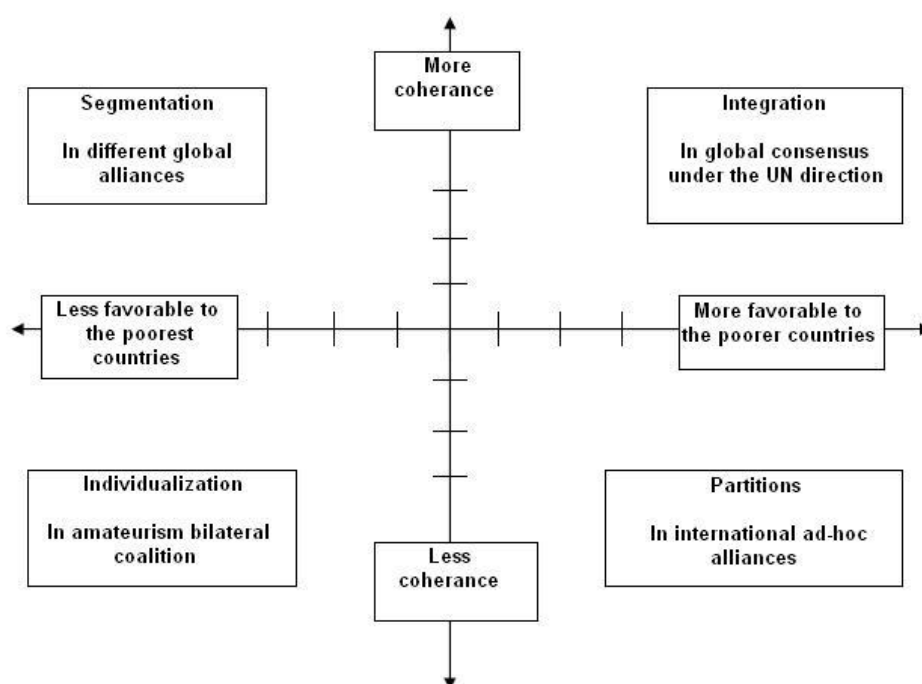 More
coherance
Segmentation
In different global
alliances
Integration
In global consensus
under the UN direction
Less favorable to
the poorest
countries
More favorable to
the poorer countries
Individualization
In amateurism bilateral
coalition
Less
coherance
Partitions
In international ad-hoc
alliances